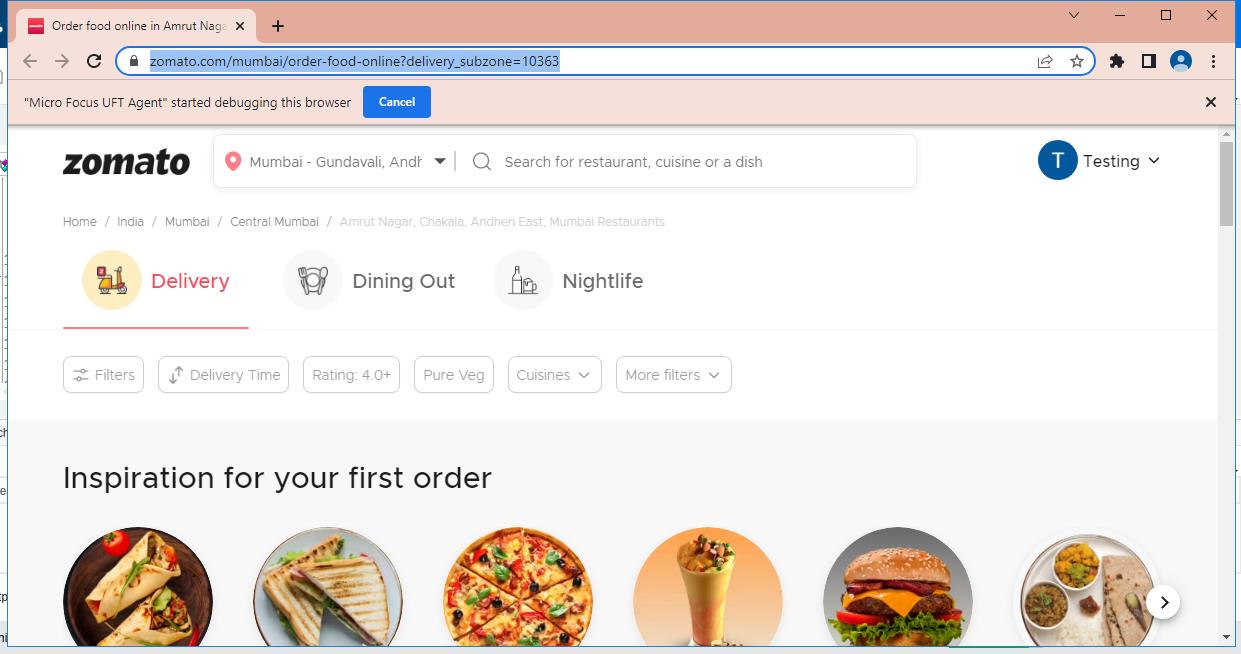 Order food online in Amrut Naga
zomato.com/mumbai/order-food-online?delivery_subzone=10363
"Micro Focus UFT Agent" started debugging this browser Cancel
zomato Mumbai - Gundavali, Andh Search for restaurant, cuisine or a dish T Testing
Home / India / Mumbai / Central Mumbai / Amrut Nagar, Chakala, Andheri East, Mumbai Restaurants
Delivery Dining Out Nightlife
Filters Delivery Time Rating: 4.0+ Pure Veg Cuisines More filters
Inspiration for your first order